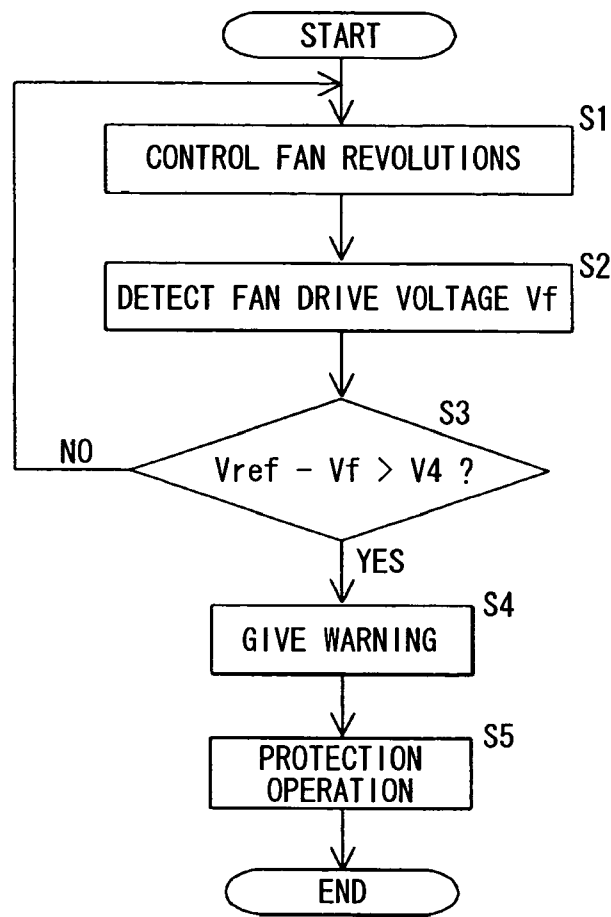 START
S1
CONTROL FAN REVOLUTIONS
S2
DETECT FAN DRIVE VOLTAGE Vf
S3
NO
Vref - Vf > V4 ?
YES
S4
GIVE WARNING
S5
PROTECTION
OPERATION
END